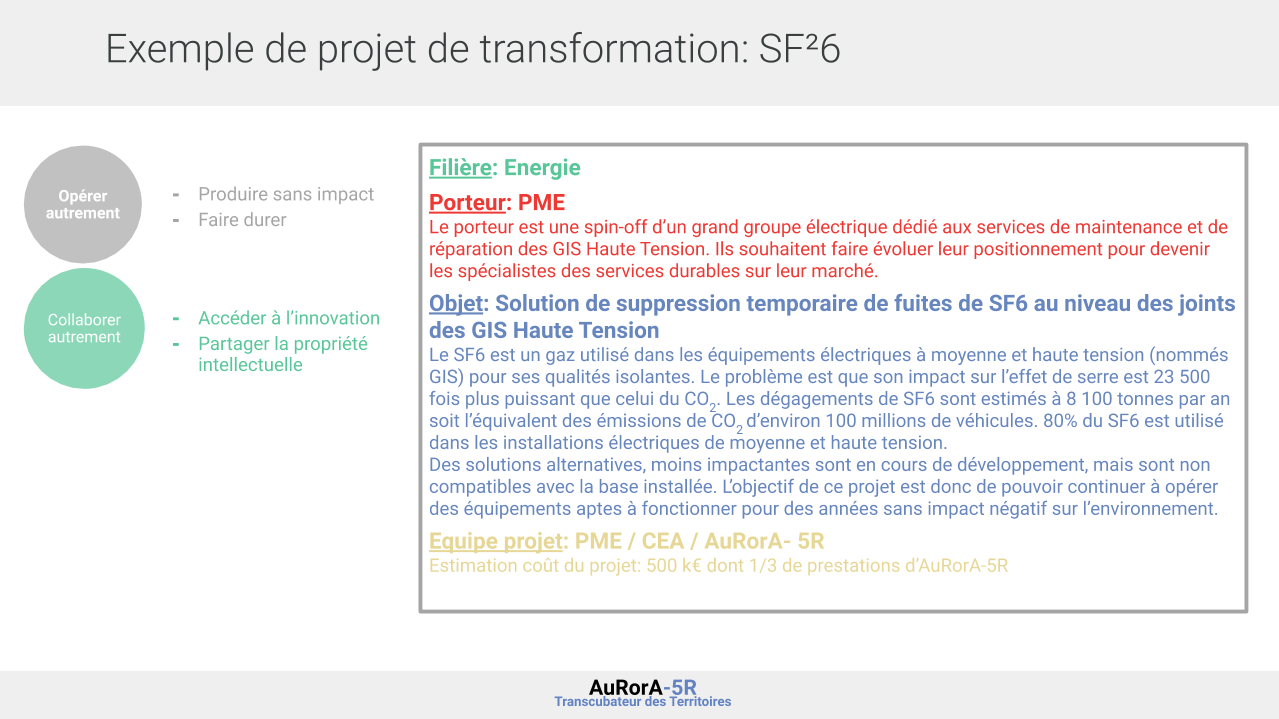 Exemple de projet de transformation: SF²6
Opérer
autrement
- Produire sans impact
- Faire durer
Collaborer
autrement
- Accéder à l’innovation
- Partager la propriété
intellectuelle
Filière: Energie
Porteur: PME
Le porteur est une spin-off d’un grand groupe électrique dédié aux services de maintenance et de
réparation des GIS Haute Tension. Ils souhaitent faire évoluer leur positionnement pour devenir
les spécialistes des services durables sur leur marché.
Objet: Solution de suppression temporaire de fuites de SF6 au niveau des joints
des GIS Haute Tension
Le SF6 est un gaz utilisé dans les équipements électriques à moyenne et haute tension (nommés
GIS) pour ses qualités isolantes. Le problème est que son impact sur l’effet de serre est 23 500
fois plus puissant que celui du CO2. Les dégagements de SF6 sont estimés à 8 100 tonnes par an
soit l’équivalent des émissions de CO2 d’environ 100 millions de véhicules. 80% du SF6 est utilisé
dans les installations électriques de moyenne et haute tension.
Des solutions alternatives, moins impactantes sont en cours de développement, mais sont non
compatibles avec la base installée. L’objectif de ce projet est donc de pouvoir continuer à opérer
des équipements aptes à fonctionner pour des années sans impact négatif sur l’environnement.
Equipe projet: PME / CEA / AuRorA- 5R
Estimation coût du projet: 500 k€ dont 1/3 de prestations d’AuRorA-5R
AuRorA-5R
Transcubateur des Territoires